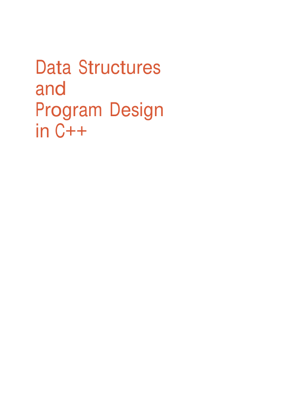 Data Structures
and
Program Design
in C++